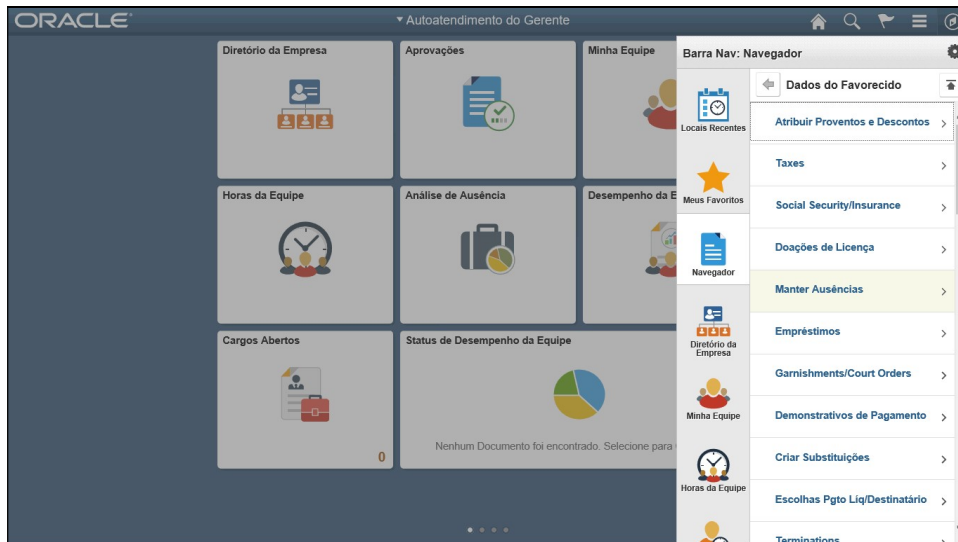 ORACLE
Autoatendimento do Gerente
Diretório da Empresa
Aprovações
Minha Equipe
Horas da Equipe
Análise de Ausência
Desempenho da E
Cargos Abertos
0
Status de Desempenho da Equipe
Nenhum Documento foi encontrado. Selecione para
Barra Nav: Navegador
Locais Recentes
Meus Favoritos
Navegador
Diretório da
Empresa
Minha Equipe
Horas da Equipe
Dados do Favorecido
Atribuir Proventos e Descontos
Taxes
Social Security/Insurance
Doações de Licença
Manter Ausências
Empréstimos
Garnishments/Court Orders
Demonstrativos de Pagamento
Criar Substituições
Escolhas Pgto Liq/Destinatário
Terminations